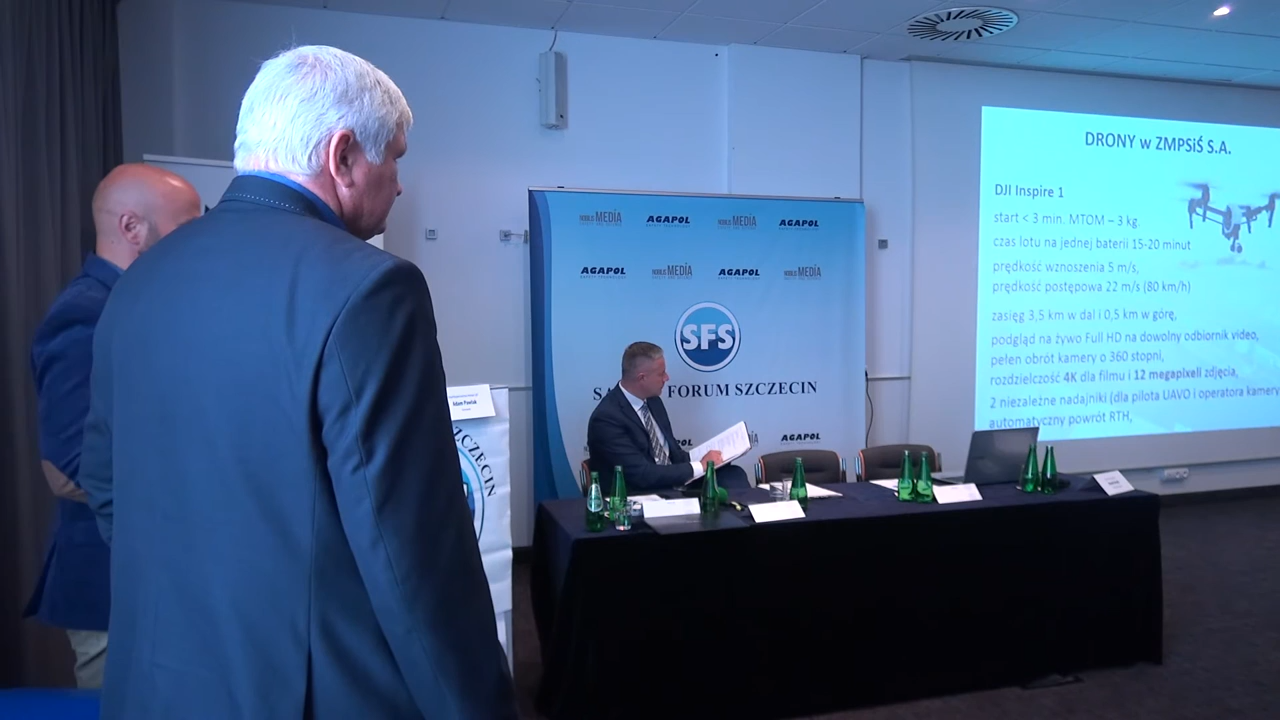 DRONY w ZMPSiŚ S.A.
DJI Inspire 1
start < 3 min. MTOM – 3 kg.
czas lotu na jednej baterii 15-20 minut
prędkość wznoszenia 5 m/s,
prędkość postępowa 22 m/s (80 km/h)
zasięg 3,5 km w dal i 0,5 km w górę,
podgląd na żywo Full HD na dowolny odbiornik video,
pełen obrót kamery o 360 stopni,
rozdzielczość 4K dla filmu i 12 megapixeli zdjęcia,
2 niezależne nadajniki (dla pilota UAVO i operatora kamery
automatyczny powrót RTH,
MEDIA AGAPOL MEDIA AGAPOL
AGAPOL MEDIA AGAPOL MEDIA
SFS
FORUM SZCZECIN
AGAPOL
Adam Pawlak
SZCZECIN